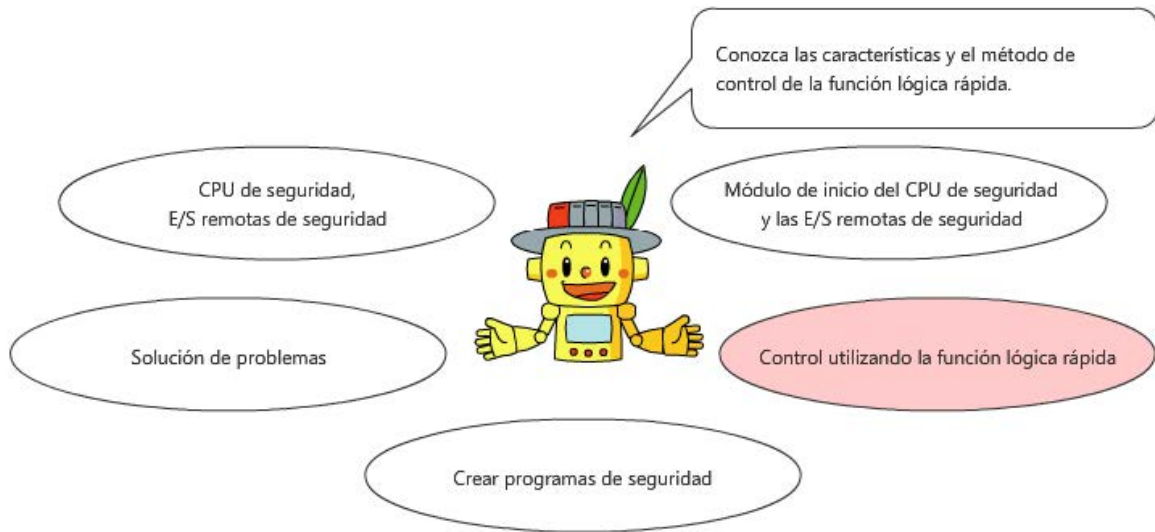 Conozca las características y el método de
control de la función lógica rápida.
CPU de seguridad,
E/S remotas de seguridad
Módulo de inicio del CPU de seguridad
y las E/S remotas de seguridad
Solución de problemas
Control utilizando la función lógica rápida
Crear programas de seguridad